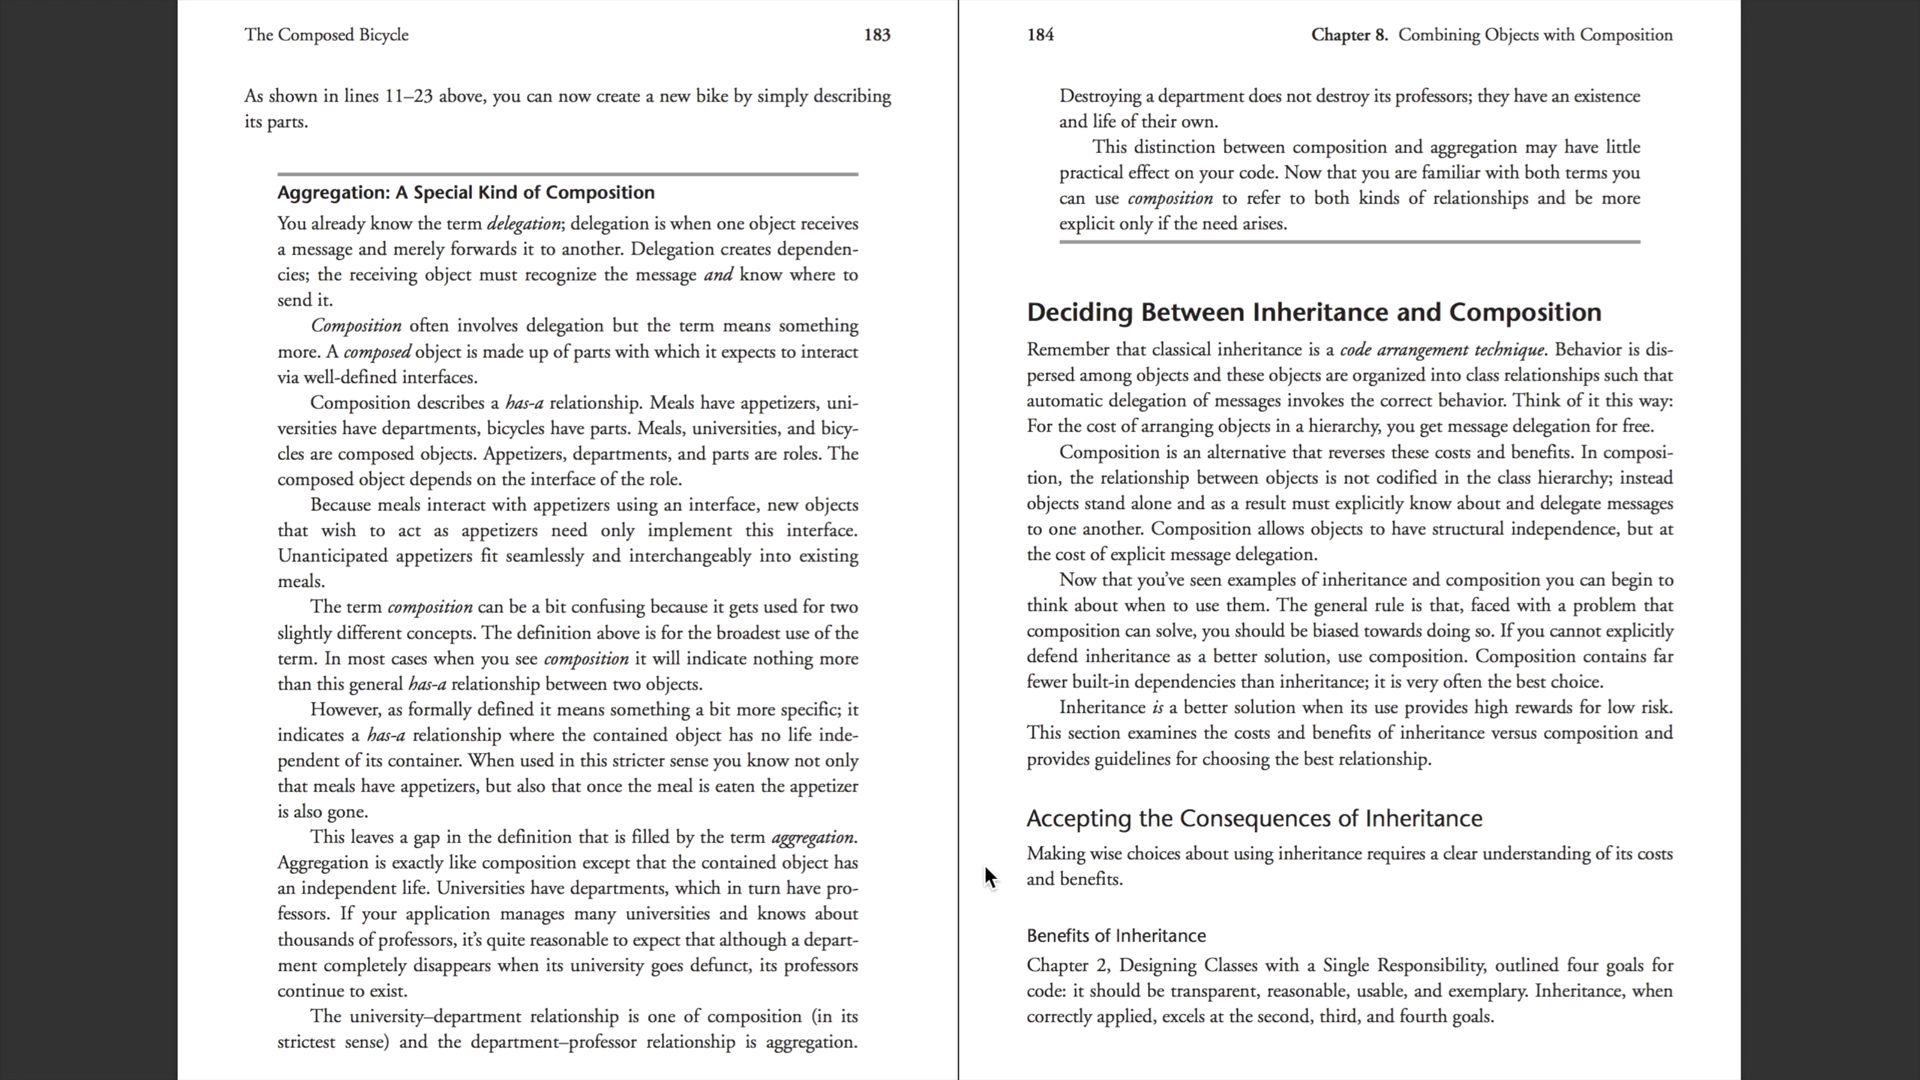 The Composed Bicycle 183
As shown in lines 11–23 above, you can now create a new bike by simply describing
its parts.
Aggregation: A Special Kind of Composition
You already know the term delegation; delegation is when one object receives
a message and merely forwards it to another. Delegation creates dependen-
cies; the receiving object must recognize the message and know where to
send it.
Composition often involves delegation but the term means something
more. A composed object is made up of parts with which it expects to interact
via well-defined interfaces.
Composition describes a has-a relationship. Meals have appetizers, uni-
versities have departments, bicycles have parts. Meals, universities, and bicy-
cles are composed objects. Appetizers, departments, and parts are roles. The
composed object depends on the interface of the role.
Because meals interact with appetizers using an interface, new objects
that wish to act as appetizers need only implement this interface.
Unanticipated appetizers fit seamlessly and interchangeably into existing
meals.
The term composition can be a bit confusing because it gets used for two
slightly different concepts. The definition above is for the broadest use of the
term. In most cases when you see composition it will indicate nothing more
than this general has-a relationship between two objects.
However, as formally defined it means something a bit more specific; it
indicates a has-a relationship where the contained object has no life inde-
pendent of its container. When used in this stricter sense you know not only
that meals have appetizers, but also that once the meal is eaten the appetizer
is also gone.
This leaves a gap in the definition that is filled by the term aggregation.
Aggregation is exactly like composition except that the contained object has
an independent life. Universities have departments, which in turn have pro-
fessors. If your application manages many universities and knows about
thousands of professors, it's quite reasonable to expect that although a depart-
ment completely disappears when its university goes defunct, its professors
continue to exist.
The university–department relationship is one of composition (in its
strictest sense) and the department–professor relationship is aggregation.
184 Chapter 8. Combining Objects with Composition
Destroying a department does not destroy its professors; they have an existence
and life of their own.
This distinction between composition and aggregation may have little
practical effect on your code. Now that you are familiar with both terms you
can use composition to refer to both kinds of relationships and be more
explicit only if the need arises.
Deciding Between Inheritance and Composition
Remember that classical inheritance is a code arrangement technique. Behavior is dis-
persed among objects and these objects are organized into class relationships such that
automatic delegation of messages invokes the correct behavior. Think of it this way:
For the cost of arranging objects in a hierarchy, you get message delegation for free.
Composition is an alternative that reverses these costs and benefits. In composi-
tion, the relationship between objects is not codified in the class hierarchy; instead
objects stand alone and as a result must explicitly know about and delegate messages
to one another. Composition allows objects to have structural independence, but at
the cost of explicit message delegation.
Now that you've seen examples of inheritance and composition you can begin to
think about when to use them. The general rule is that, faced with a problem that
composition can solve, you should be biased towards doing so. If you cannot explicitly
defend inheritance as a better solution, use composition. Composition contains far
fewer built-in dependencies than inheritance; it is very often the best choice.
Inheritance is a better solution when its use provides high rewards for low risk.
This section examines the costs and benefits of inheritance versus composition and
provides guidelines for choosing the best relationship.
Accepting the Consequences of Inheritance
Making wise choices about using inheritance requires a clear understanding of its costs
and benefits.
Benefits of Inheritance
Chapter 2, Designing Classes with a Single Responsibility, outlined four goals for
code: it should be transparent, reasonable, usable, and exemplary. Inheritance, when
correctly applied, excels at the second, third, and fourth goals.